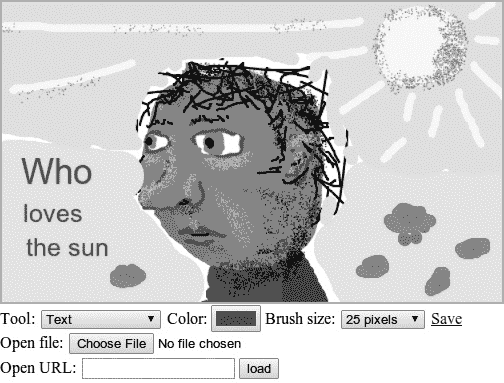 Who
loves
the sun
Tool: Text Color: Brush size: 25 pixels Save
Open file: Choose File No file chosen
Open URL: load